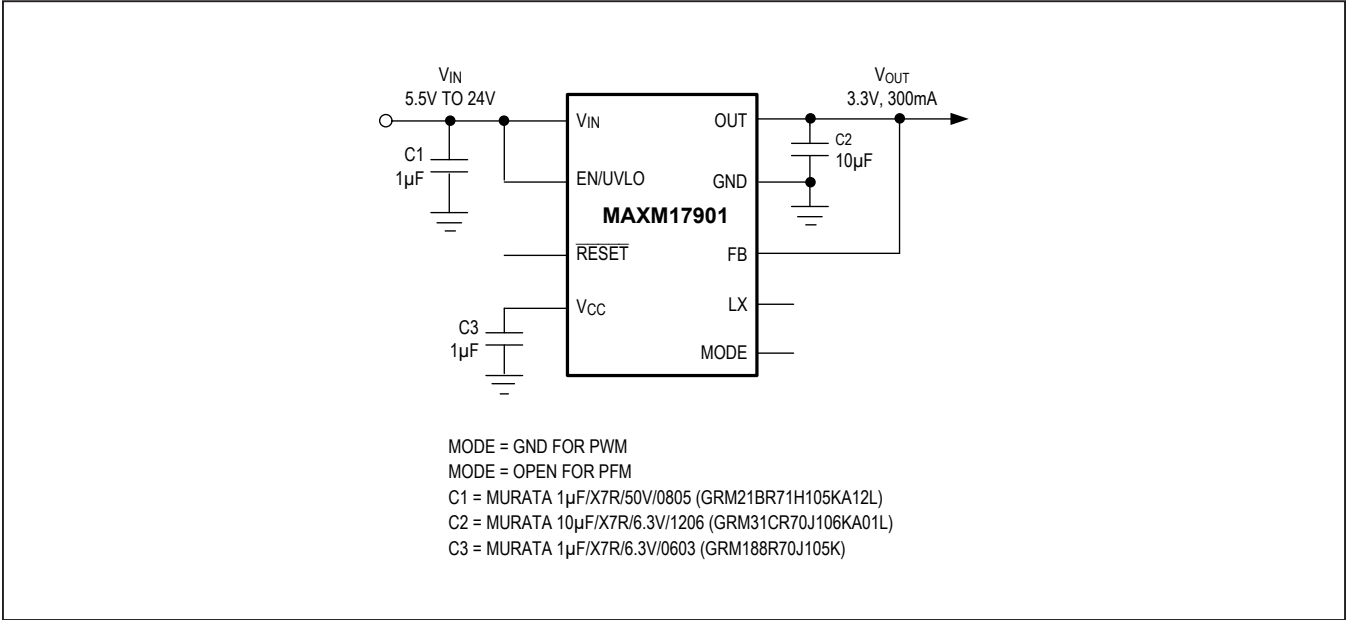 VIN
5.5V TO 24V
C1
1µF
VIN
EN/UVLO
RESET
VCC
C3
1µF
MAXM17901
OUT
GND
FB
LX
MODE
C2
10µF
VOUT
3.3V, 300mA
MODE = GND FOR PWM
MODE = OPEN FOR PFM
C1 = MURATA 1µF/X7R/50V/0805 (GRM21BR71H105KA12L)
C2 = MURATA 10µF/X7R/6.3V/1206 (GRM31CR70J106KA01L)
C3 = MURATA 1µF/X7R/6.3V/0603 (GRM188R70J105K)